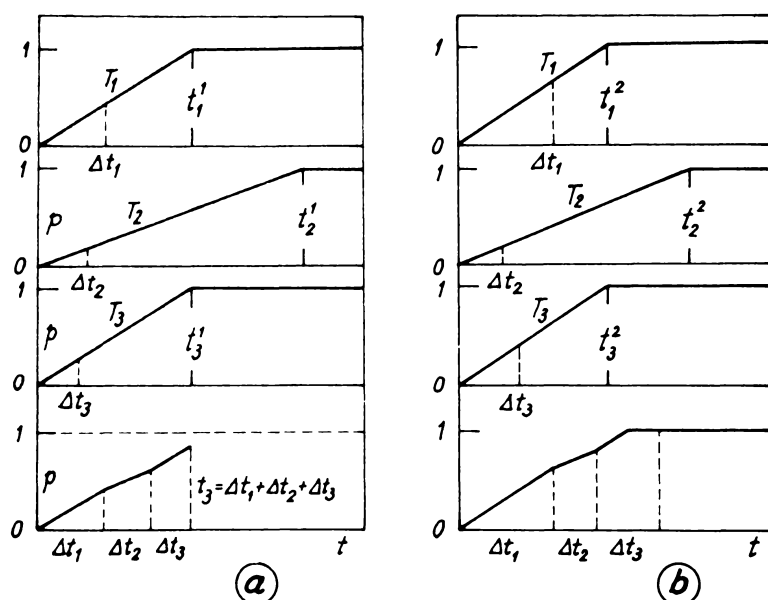 1
T₁
t₁¹
0
Δt₁
1
p
T₂
t₂¹
0
Δt₂
1
p
T₃
t₃¹
0
Δt₃
1
p
t₃=Δt₁+Δt₂+Δt₃
0
Δt₁ Δt₂ Δt₃ t
a
1
T₁
t₁²
0
Δt₁
1
T₂
t₂²
0
Δt₂
1
T₃
t₃²
0
Δt₃
1
0
Δt₁ Δt₂ Δt₃ t
b